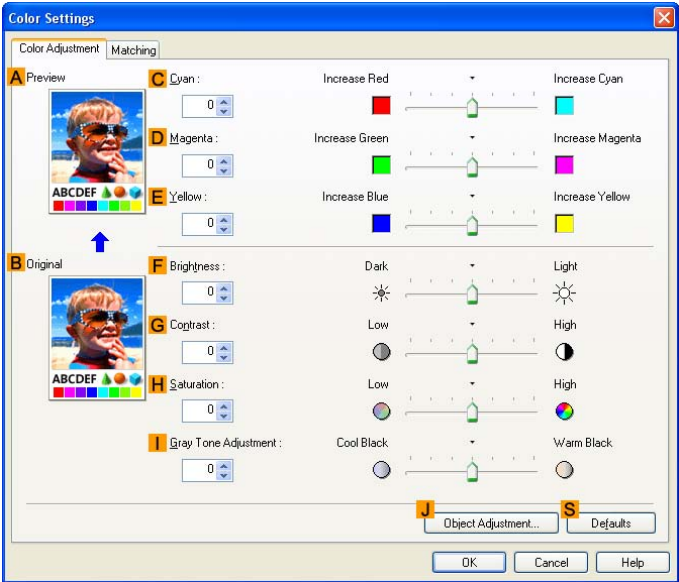 Color Settings
Color Adjustment Matching
A Preview
ABCDEF
C Cyan : Increase Red Increase Cyan
0
D Magenta : Increase Green Increase Magenta
0
E Yellow : Increase Blue Increase Yellow
0
B Original
ABCDEF
F Brightness : Dark Light
0
G Contrast : Low High
0
H Saturation : Low High
0
I Gray Tone Adjustment : Cool Black Warm Black
0
J Object Adjustment... S Defaults
OK Cancel Help